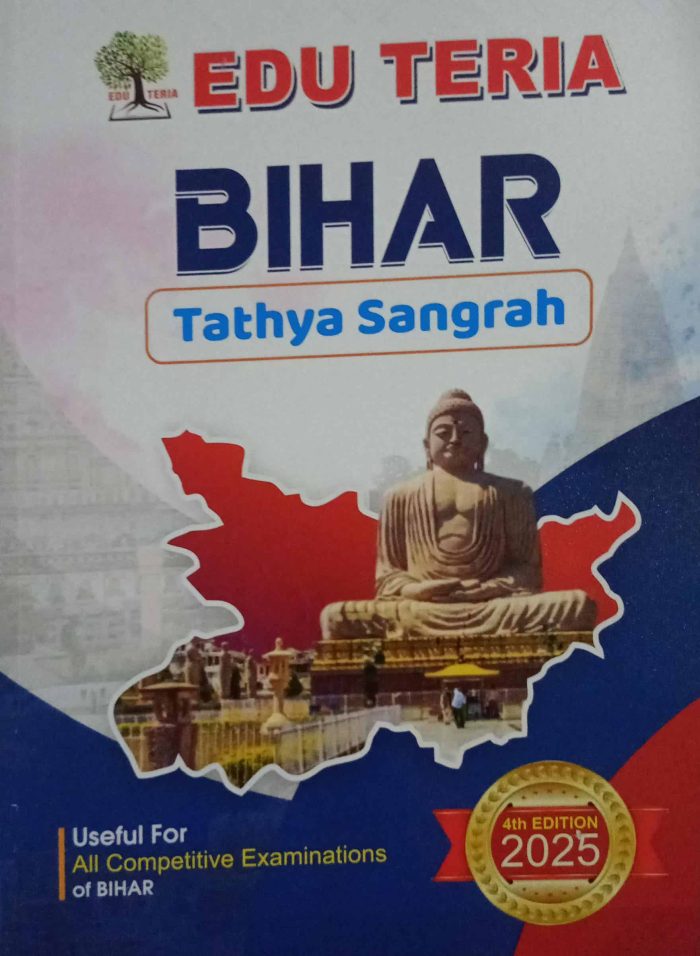 EDU TERIA
EDU TERIA
BIHAR
Tathya Sangrah
Useful For
All Competitive Examinations
of BIHAR
4th EDITION
2025